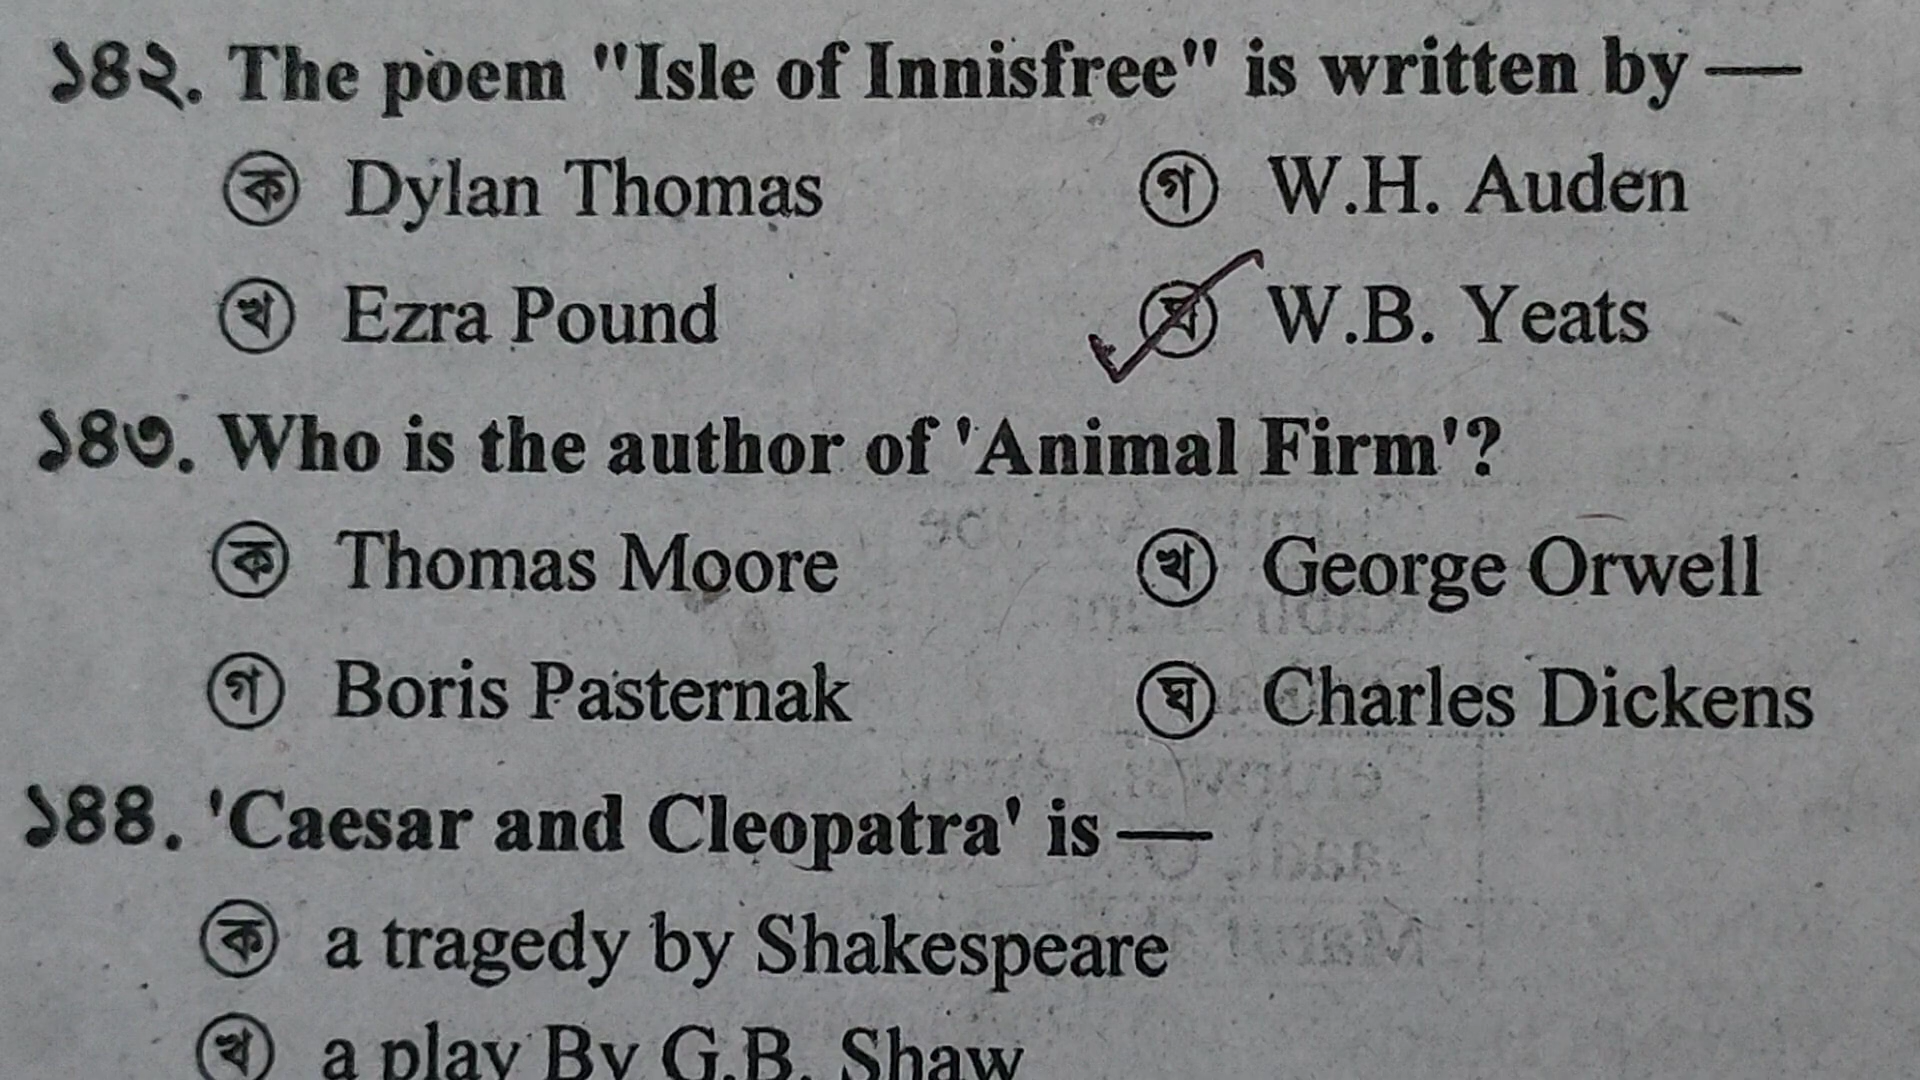 ১৪২. The poem "Isle of Innisfree" is written by —
ক Dylan Thomas গ W.H. Auden
খ Ezra Pound ঘ W.B. Yeats
১৪৩. Who is the author of 'Animal Firm'?
ক Thomas Moore খ George Orwell
গ Boris Pasternak ঘ Charles Dickens
১৪৪. 'Caesar and Cleopatra' is —
ক a tragedy by Shakespeare
খ a play By G.B. Shaw